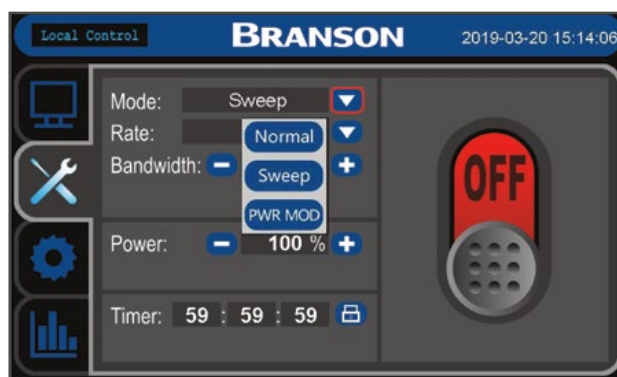 Local Control
BRANSON
2019-03-20 15:14:06
Mode: Sweep
Rate:
Normal
Bandwidth: - +
Sweep
PWR MOD
Power: - 100 % +
Timer: 59 : 59 : 59
OFF